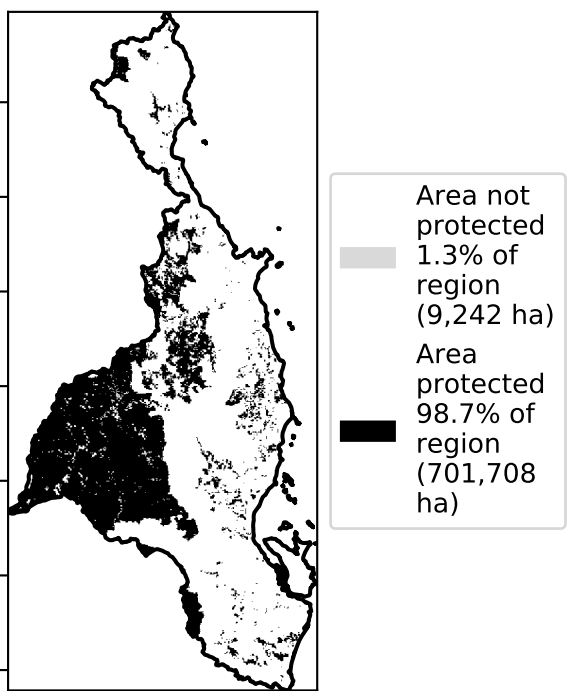 Area not
protected
1.3% of
region
(9,242 ha)
Area
protected
98.7% of
region
(701,708
ha)